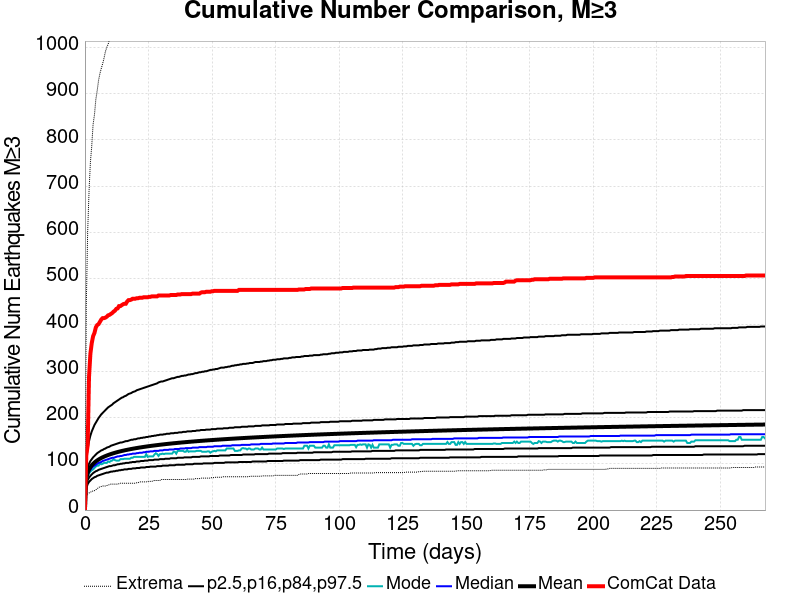 Cumulative Number Comparison, M≥3
Cumulative Num Earthquakes M≥3
1000
900
800
700
600
500
400
300
200
100
0
0 25 50 75 100 125 150 175 200 225 250
Time (days)
Extrema p2.5,p16,p84,p97.5 Mode Median Mean ComCat Data